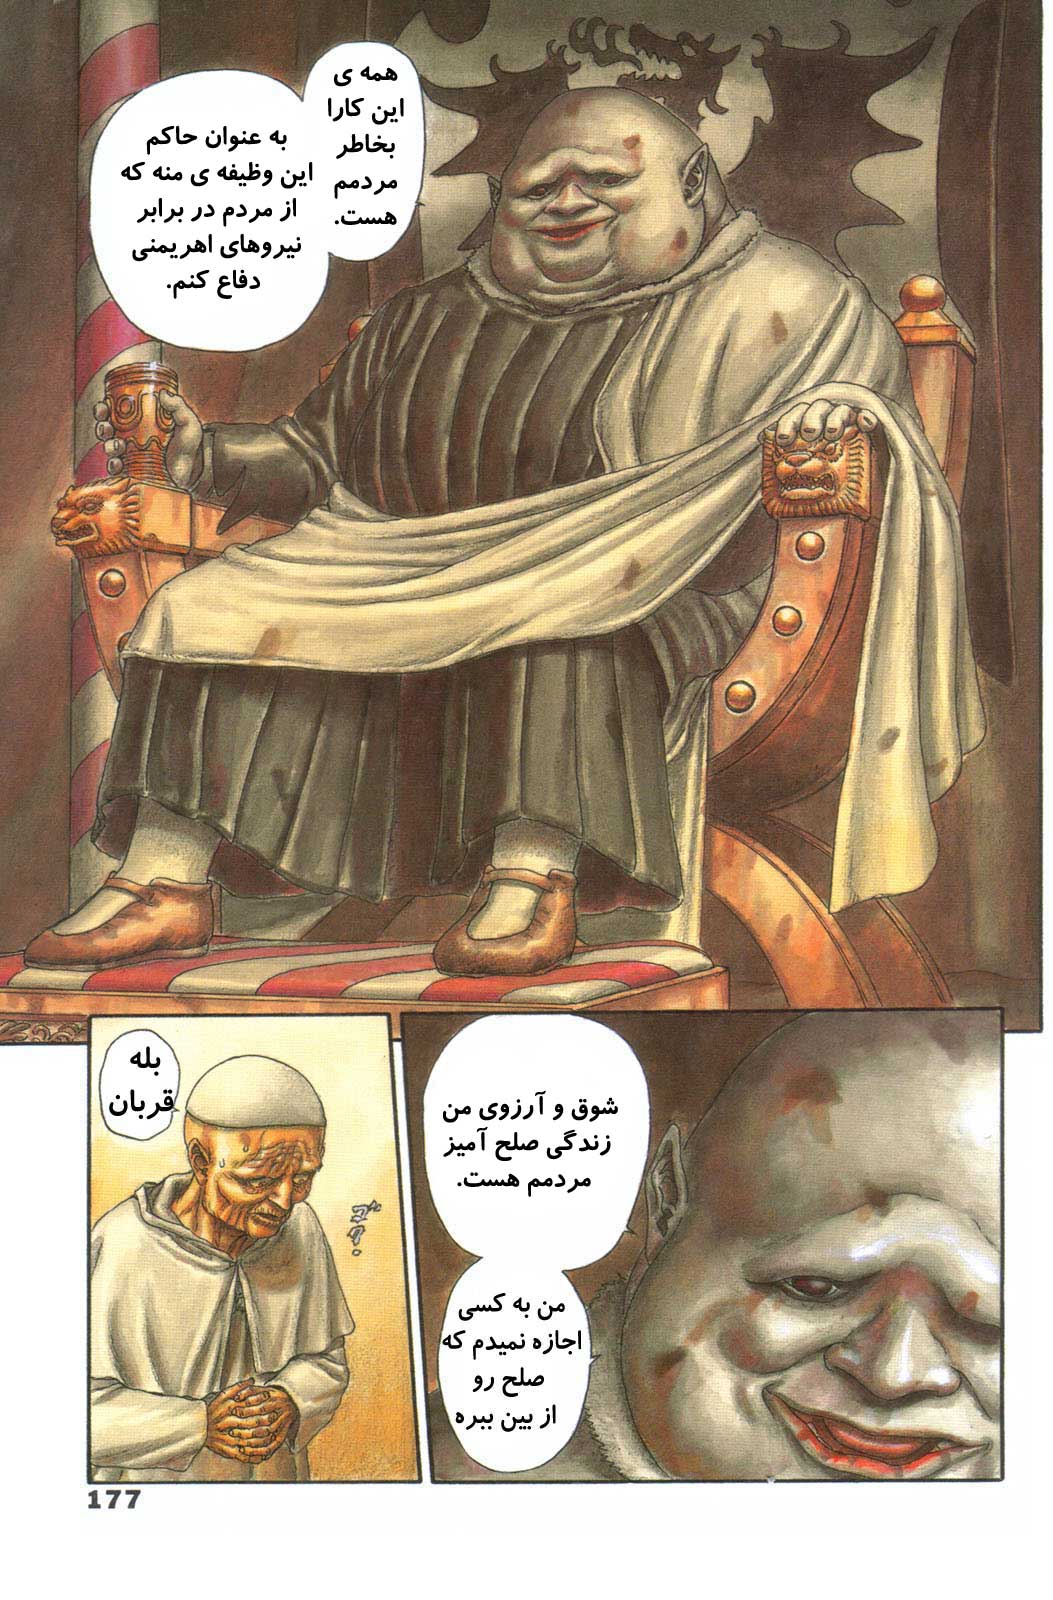 همه ی
این کارا
بخاطر
مردمم
هست.
به عنوان حاکم
این وظیفه ی منه که
از مردم در برابر
نیروهای اهریمنی
دفاع کنم.
شوق و آرزوی من
زندگی صلح آمیز
مردمم هست.
من به کسی
اجازه نمیدم که
صلح رو
از بین ببره
بله
قربان
177